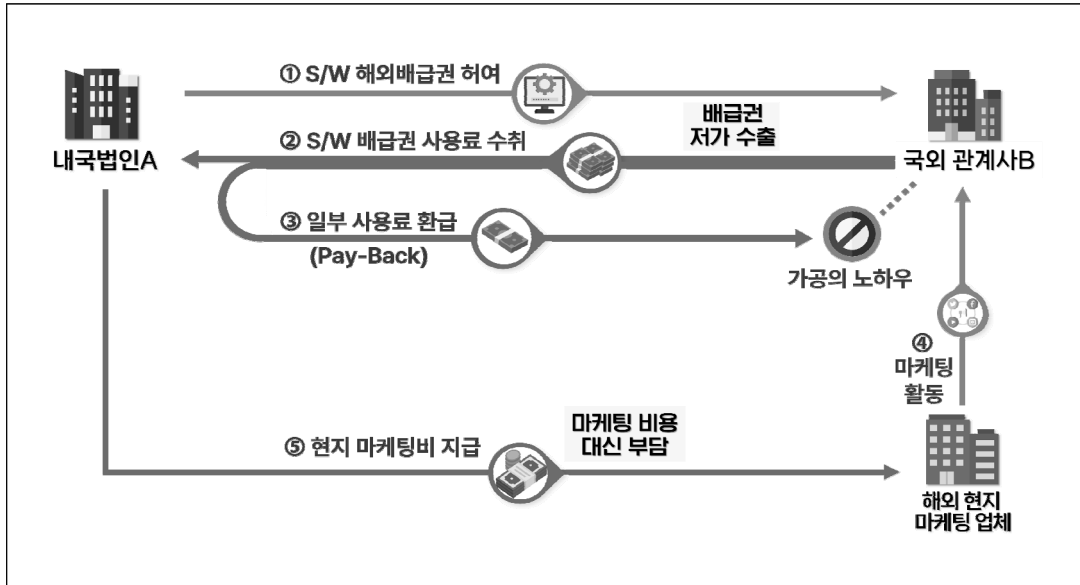 ① S/W 해외배급권 허여
배급권
저가 수출
내국법인A
② S/W 배급권 사용료 수취
국외 관계사B
③ 일부 사용료 환급
(Pay-Back)
가공의 노하우
④
마케팅
활동
⑤ 현지 마케팅비 지급
마케팅 비용
대신 부담
해외 현지
마케팅 업체